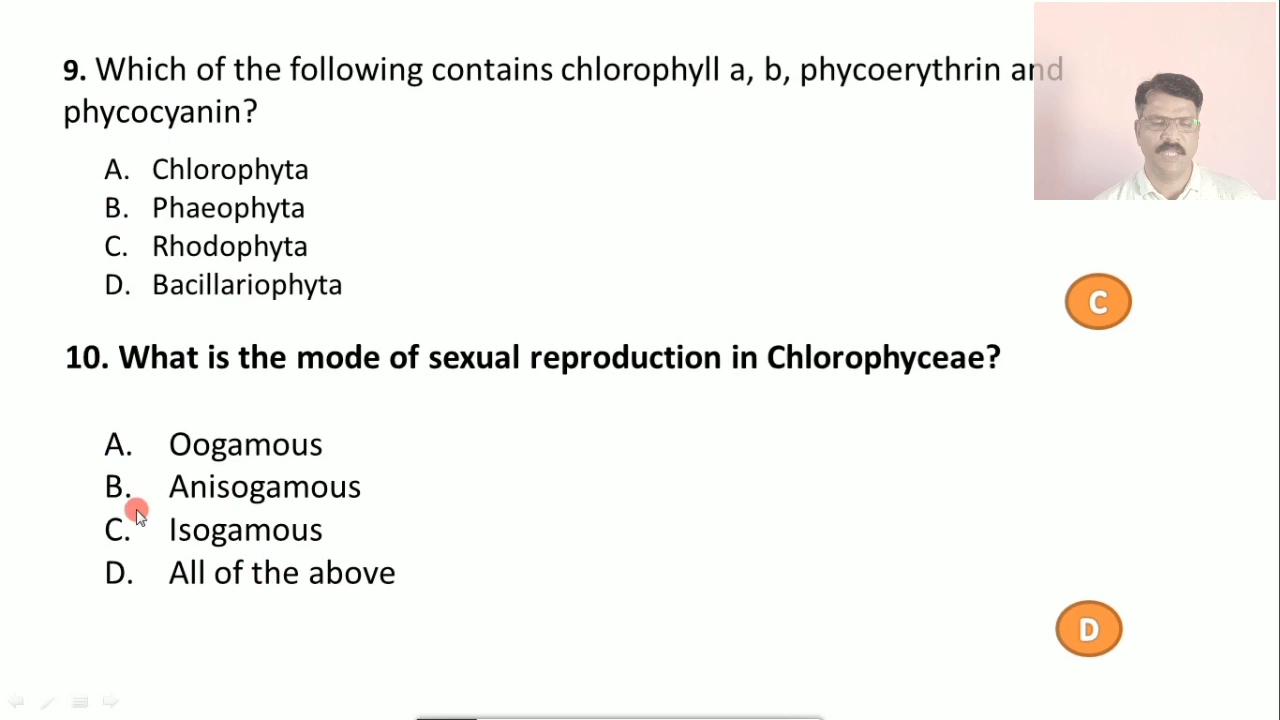 9. Which of the following contains chlorophyll a, b, phycoerythrin and
phycocyanin?
A. Chlorophyta
B. Phaeophyta
C. Rhodophyta
D. Bacillariophyta
C
10. What is the mode of sexual reproduction in Chlorophyceae?
A. Oogamous
B. Anisogamous
C. Isogamous
D. All of the above
D